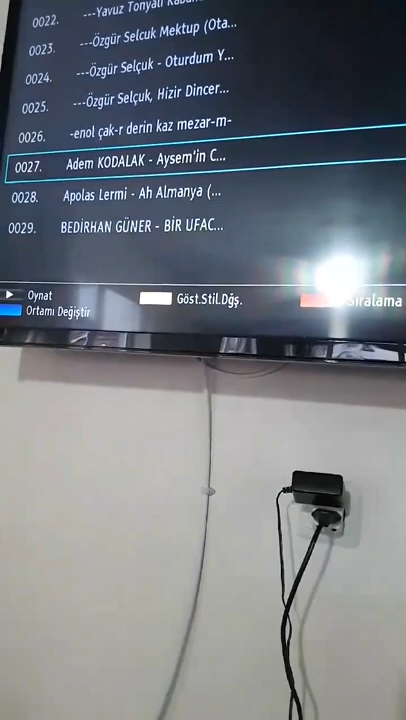 0022. ---Yavuz Tonyalı
0023. ---Özgür Selcuk Mektup (Ota...
0024. ---Özgür Selçuk - Oturdum Y...
0025. ---Özgür Selçuk, Hizir Dincer...
0026. -enol çak-r derin kaz mezar-m-
0027. Adem KODALAK - Aysem'in C...
0028. Apolas Lermi - Ah Almanya (...
0029. BEDİRHAN GÜNER - BİR UFAC...
Oynat Göst.Stil.Dğş. Sıralama
Ortamı Değiştir